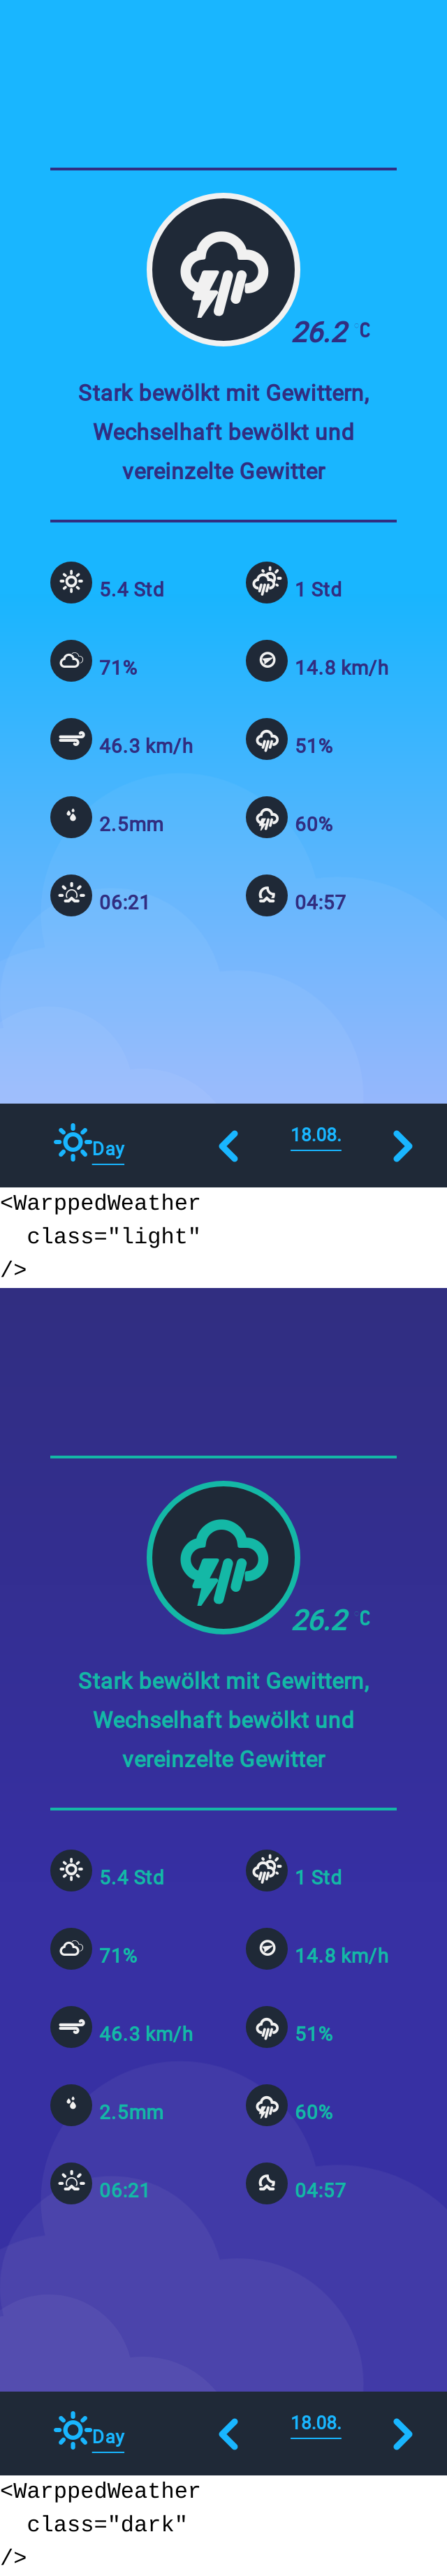 26.2 °C
Stark bewölkt mit Gewittern,
Wechselhaft bewölkt und
vereinzelte Gewitter
5.4 Std 1 Std
71% 14.8 km/h
46.3 km/h 51%
2.5mm 60%
06:21 04:57
Day 18.08.
<WarppedWeather
class="light"
/>
26.2 °C
Stark bewölkt mit Gewittern,
Wechselhaft bewölkt und
vereinzelte Gewitter
5.4 Std 1 Std
71% 14.8 km/h
46.3 km/h 51%
2.5mm 60%
06:21 04:57
Day 18.08.
<WarppedWeather
class="dark"
/>